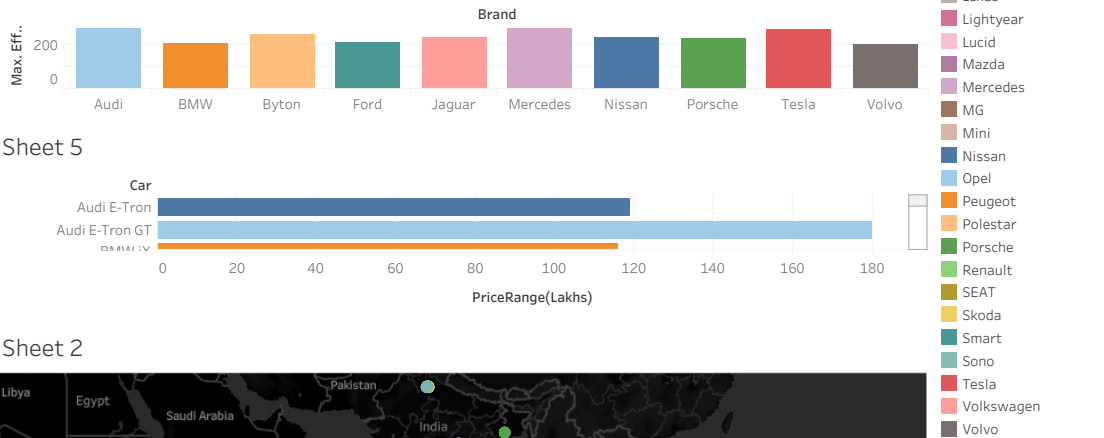 Brand
Max. Eff..
200
0
Audi BMW Byton Ford Jaguar Mercedes Nissan Porsche Tesla Volvo
Sheet 5
Car
Audi E-Tron
Audi E-Tron GT
BMW iX
0 20 40 60 80 100 120 140 160 180
PriceRange(Lakhs)
Sheet 2
Libya
Egypt
Saudi Arabia
Pakistan
India
Lightyear
Lucid
Mazda
Mercedes
MG
Mini
Nissan
Opel
Peugeot
Polestar
Porsche
Renault
SEAT
Skoda
Smart
Sono
Tesla
Volkswagen
Volvo